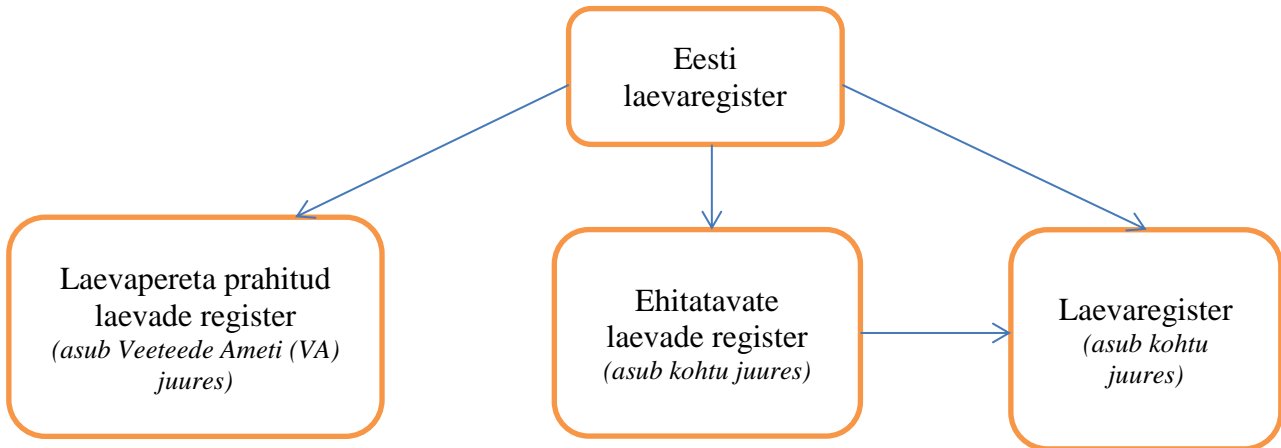 Eesti
laevaregister
Laevapereta prahitud
laevade register
(asub Veeteede Ameti (VA)
juures)
Ehitatavate
laevade register
(asub kohtu juures)
Laevaregister
(asub kohtu
juures)